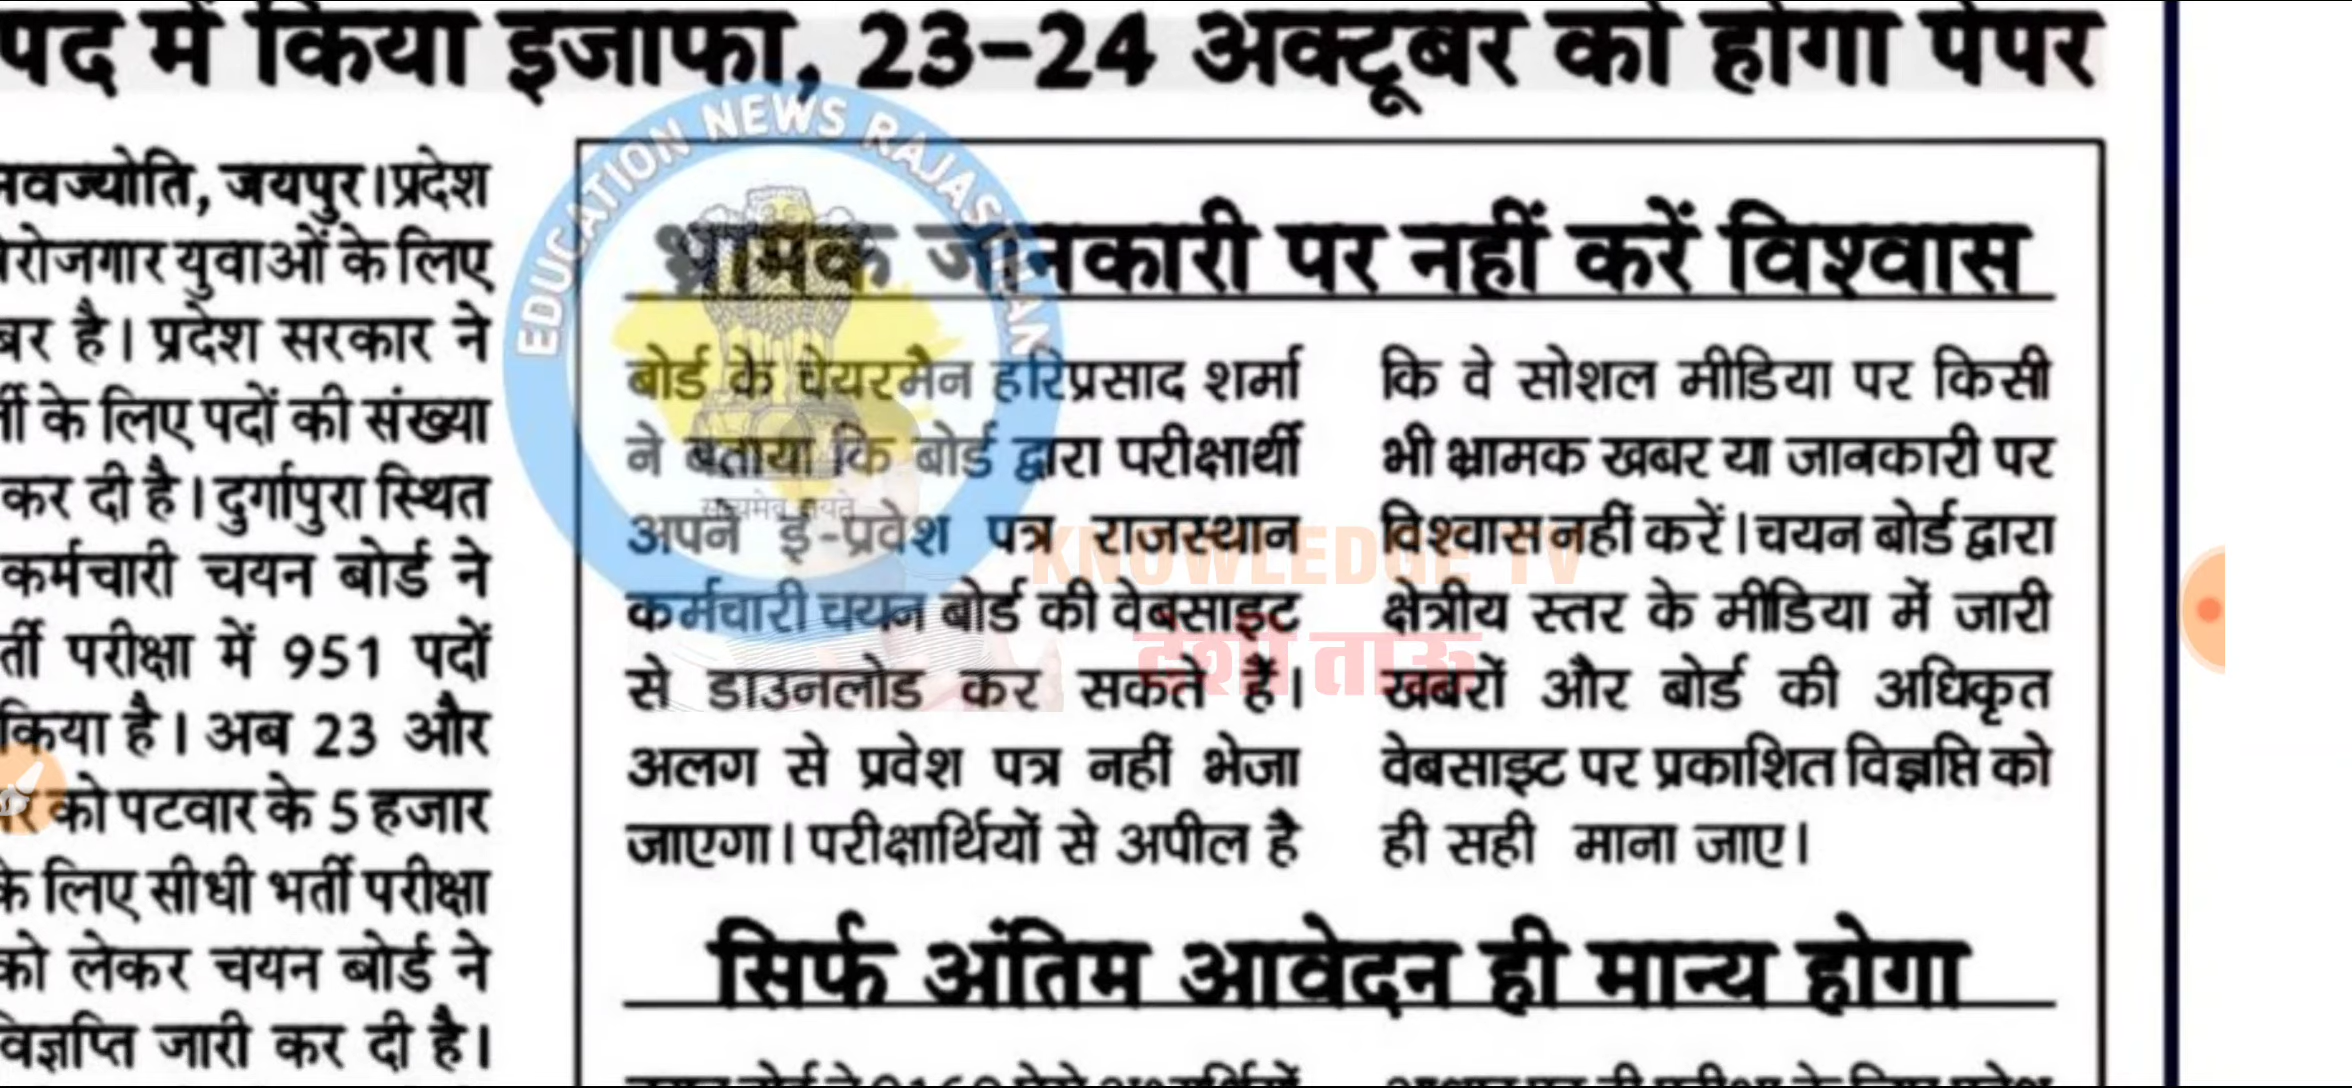 पद में किया इजाफा, 23-24 अक्टूबर को होगा पेपर
नवज्योति, जयपुर। प्रदेश
युवाओं के लिए
है। प्रदेश सरकार ने
के लिए पदों की संख्या
कर दी है। दुर्गापुरा स्थित
कर्मचारी चयन बोर्ड ने
परीक्षा में 951 पदों
किया है। अब 23 और
को पटवार के 5 हजार
के लिए सीधी भर्ती परीक्षा
को लेकर चयन बोर्ड ने
विज्ञप्ति जारी कर दी है।
EDUCATION NEWS RAJASTHAN
भ्रामक जानकारी पर नहीं करें विश्वास
बोर्ड के चेयरमैन हरिप्रसाद शर्मा
ने बताया कि बोर्ड द्वारा परीक्षार्थी
सत्यमेव जयते
अपने ई-प्रवेश पत्र राजस्थान
कर्मचारी चयन बोर्ड की वेबसाइट
से डाउनलोड कर सकते हैं।
अलग से प्रवेश पत्र नहीं भेजा
जाएगा। परीक्षार्थियों से अपील है
कि वे सोशल मीडिया पर किसी
भी भ्रामक खबर या जानकारी पर
विश्वास नहीं करें। चयन बोर्ड द्वारा
क्षेत्रीय स्तर के मीडिया में जारी
खबरों और बोर्ड की अधिकृत
वेबसाइट पर प्रकाशित विज्ञप्ति को
ही सही माना जाए।
KNOWLEDGE TV
देशी ताऊ
सिर्फ अंतिम आवेदन ही मान्य होगा